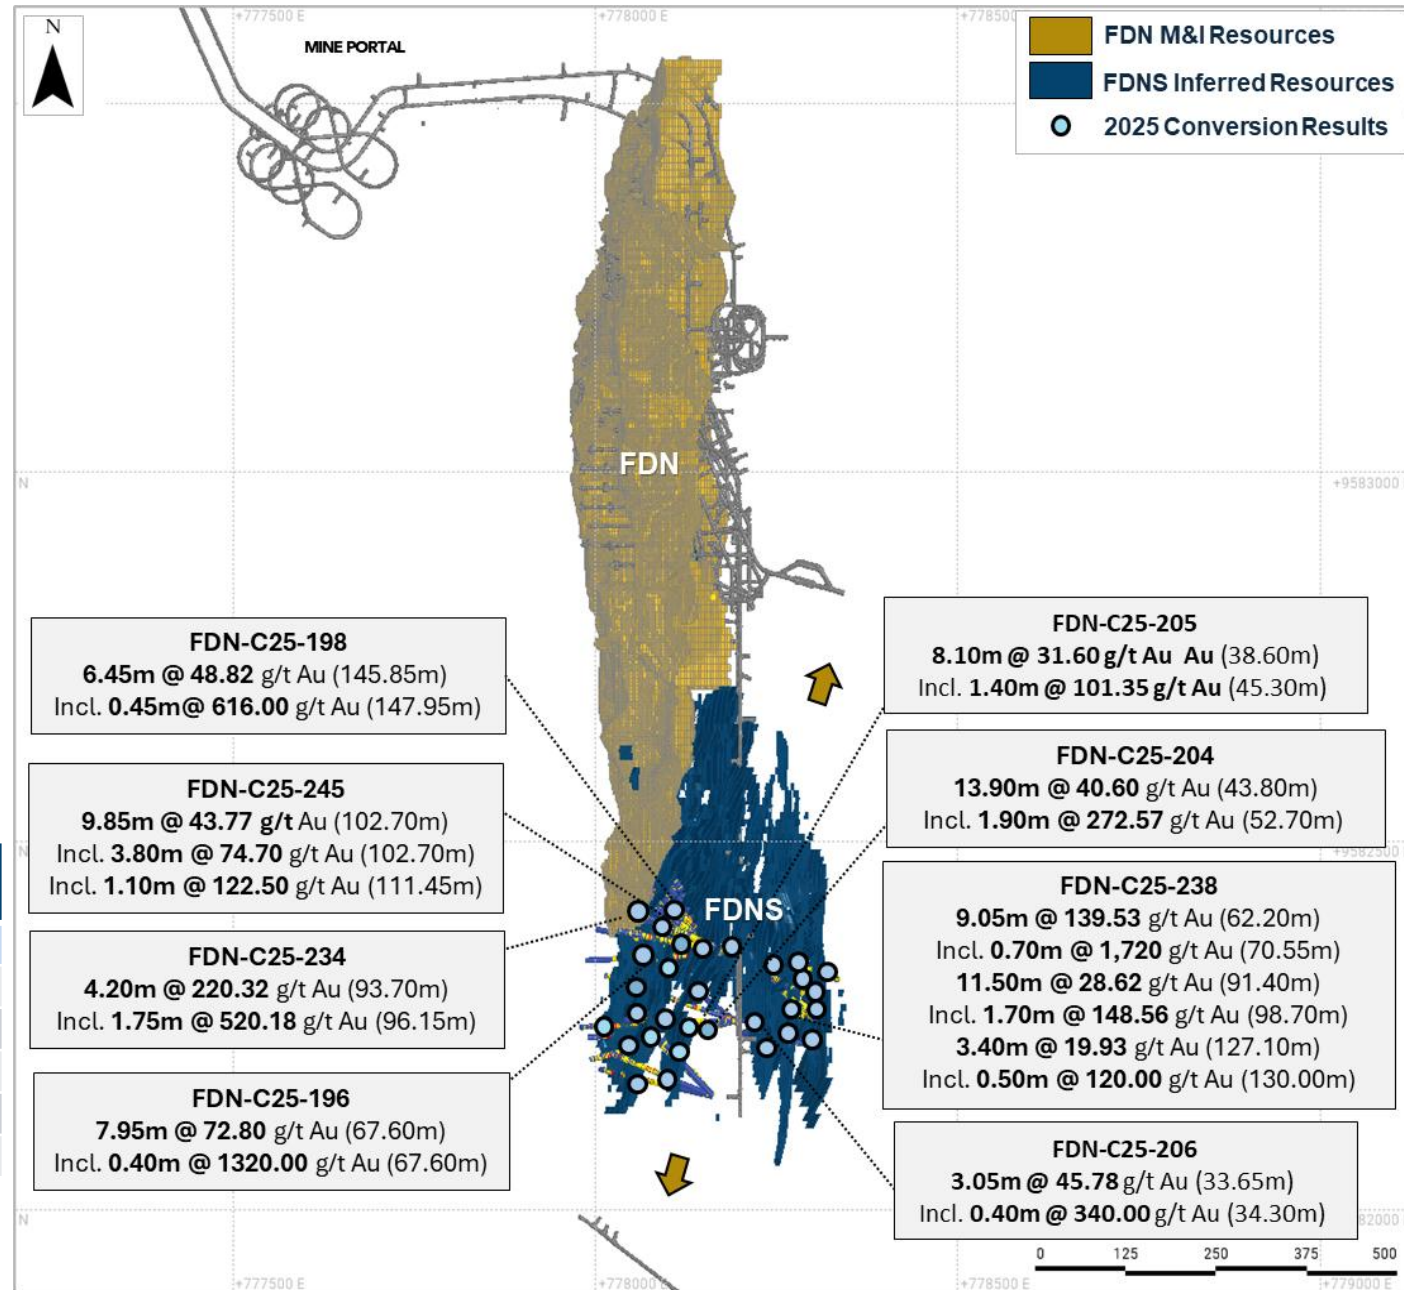 +777500 E
+778000 E
+778500
N
MINE PORTAL
FDN M&I Resources
FDNS Inferred Resources
2025 Conversion Results
FDN
N
+9583000
FDN-C25-198
6.45m @ 48.82 g/t Au (145.85m)
Incl. 0.45m@ 616.00 g/t Au (147.95m)
FDN-C25-245
9.85m @ 43.77 g/t Au (102.70m)
Incl. 3.80m @ 74.70 g/t Au (102.70m)
Incl. 1.10m @ 122.50 g/t Au (111.45m)
FDN-C25-234
4.20m @ 220.32 g/t Au (93.70m)
Incl. 1.75m @ 520.18 g/t Au (96.15m)
FDN-C25-196
7.95m @ 72.80 g/t Au (67.60m)
Incl. 0.40m @ 1320.00 g/t Au (67.60m)
FDNS
FDN-C25-205
8.10m @ 31.60 g/t Au Au (38.60m)
Incl. 1.40m @ 101.35 g/t Au (45.30m)
FDN-C25-204
13.90m @ 40.60 g/t Au (43.80m)
Incl. 1.90m @ 272.57 g/t Au (52.70m)
N
+9582500
FDN-C25-238
9.05m @ 139.53 g/t Au (62.20m)
Incl. 0.70m @ 1,720 g/t Au (70.55m)
11.50m @ 28.62 g/t Au (91.40m)
Incl. 1.70m @ 148.56 g/t Au (98.70m)
3.40m @ 19.93 g/t Au (127.10m)
Incl. 0.50m @ 120.00 g/t Au (130.00m)
FDN-C25-206
3.05m @ 45.78 g/t Au (33.65m)
Incl. 0.40m @ 340.00 g/t Au (34.30m)
N
82000
0 125 250 375 500
+777500 E
+778000 E
+778500 E
+779000 E